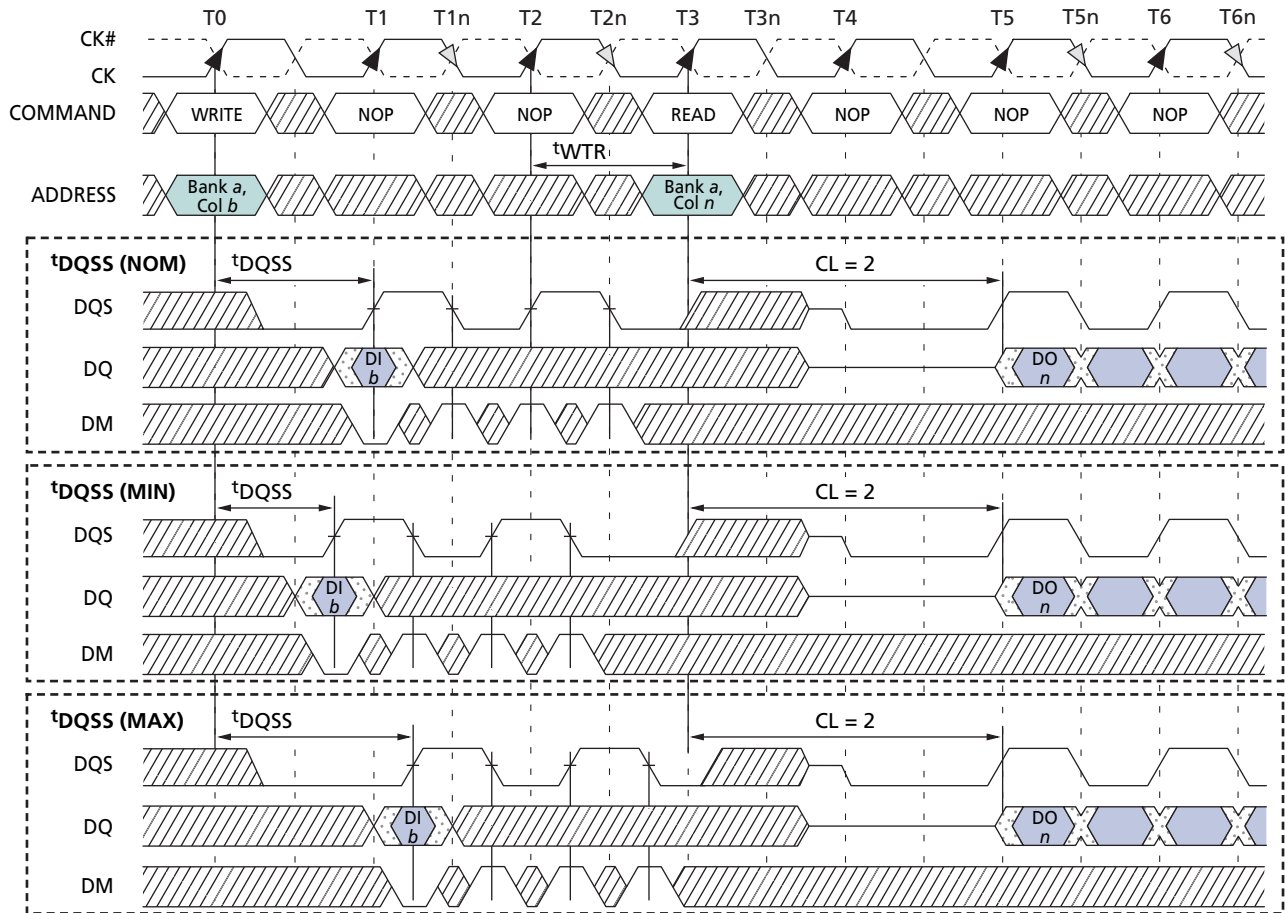 T0 T1 T1n T2 T2n T3 T3n T4 T5 T5n T6 T6n
CK#
CK
COMMAND WRITE NOP NOP READ NOP NOP NOP
tWTR
ADDRESS Bank a, Col b Bank a, Col n
tDQSS (NOM) tDQSS CL = 2
DQS
DQ DI b DO n
DM
tDQSS (MIN) tDQSS CL = 2
DQS
DQ DI b DO n
DM
tDQSS (MAX) tDQSS CL = 2
DQS
DQ DI b DO n
DM